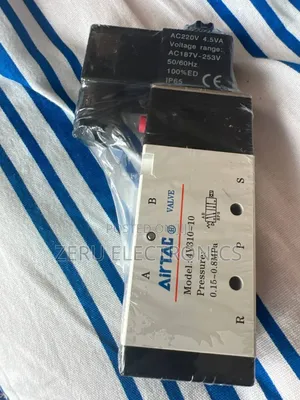 AC220V 4.5VA
Voltage range:
AC187V-253V
50/60Hz
100%ED
IP65 CE
A B
AirTAC VALVE
Model: 4V310-10
Pressure:
0.15-0.8MPa
R P S
ZERU ELECTRONICS